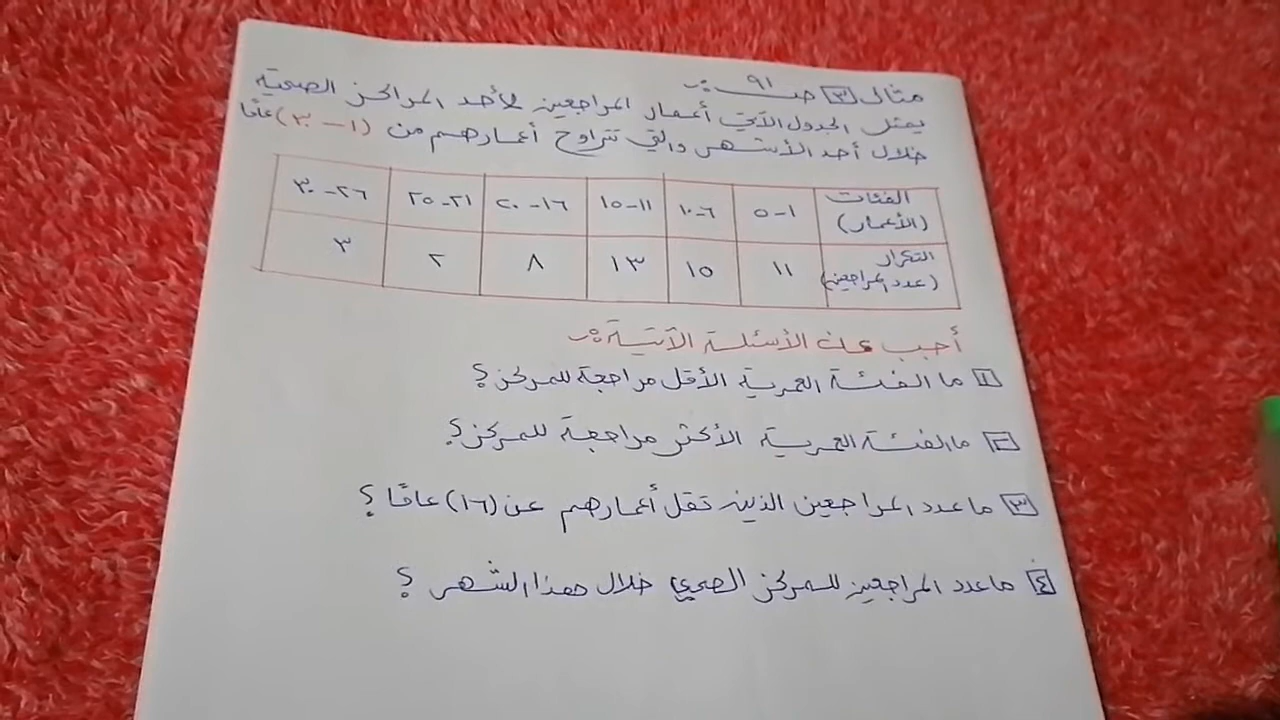 مثال ٣ ص ٩١ :-
يمثل الجدول الآتي أعمار المراجعين لأحد المراكز الصحية
خلال أحد الأشهر والتي تتراوح أعمارهم من (١ - ٣٠) عامًا
الفئات (الأعمار) ١-٥ ٦-١٠ ١١-١٥ ١٦-٢٠ ٢١-٢٥ ٢٦-٣٠
التكرار (عدد المراجعين) ١١ ١٥ ١٣ ٨ ٢ ٣
أجب عن الأسئلة الآتية :-
١ ما الفئة العمرية الأقل مراجعة للمركز؟
٢ ما الفئة العمرية الأكثر مراجعة للمركز؟
٣ ما عدد المراجعين الذين تقل أعمارهم عن (١٦) عامًا؟
٤ ما عدد المراجعين للمركز الصحي خلال هذا الشهر؟